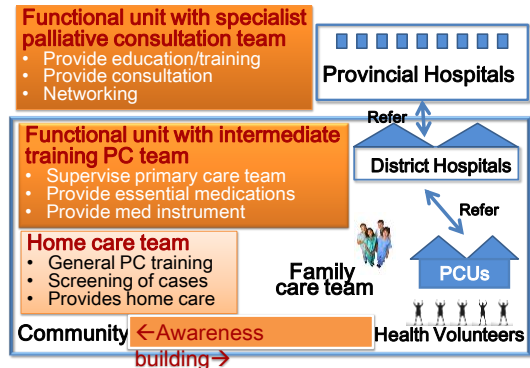 Functional unit with specialist
palliative consultation team
• Provide education/training
• Provide consultation
• Networking
Provincial Hospitals
Refer
Functional unit with intermediate
training PC team
• Supervise primary care team
• Provide essential medications
• Provide med instrument
District Hospitals
Refer
Home care team
• General PC training
• Screening of cases
• Provides home care
Family
care team
PCUs
Community
←Awareness
building→
Health Volunteers